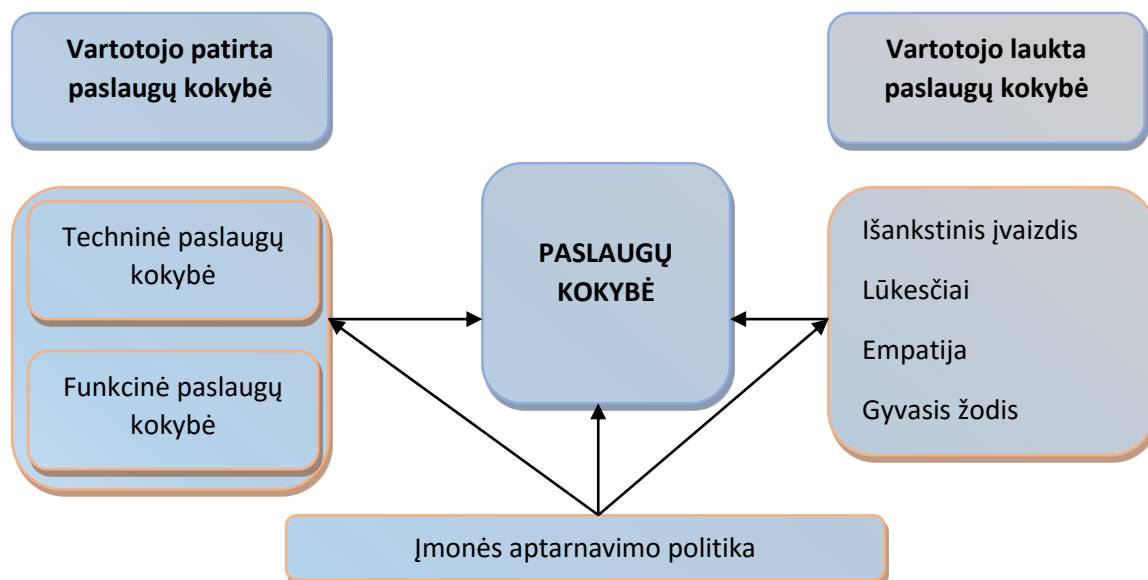 Vartotojo patirta
paslaugų kokybė
Vartotojo laukta
paslaugų kokybė
Techninė paslaugų
kokybė
Funkcinė paslaugų
kokybė
PASLAUGŲ
KOKYBĖ
Išankstinis įvaizdis
Lūkesčiai
Empatija
Gyvasis žodis
Įmonės aptarnavimo politika